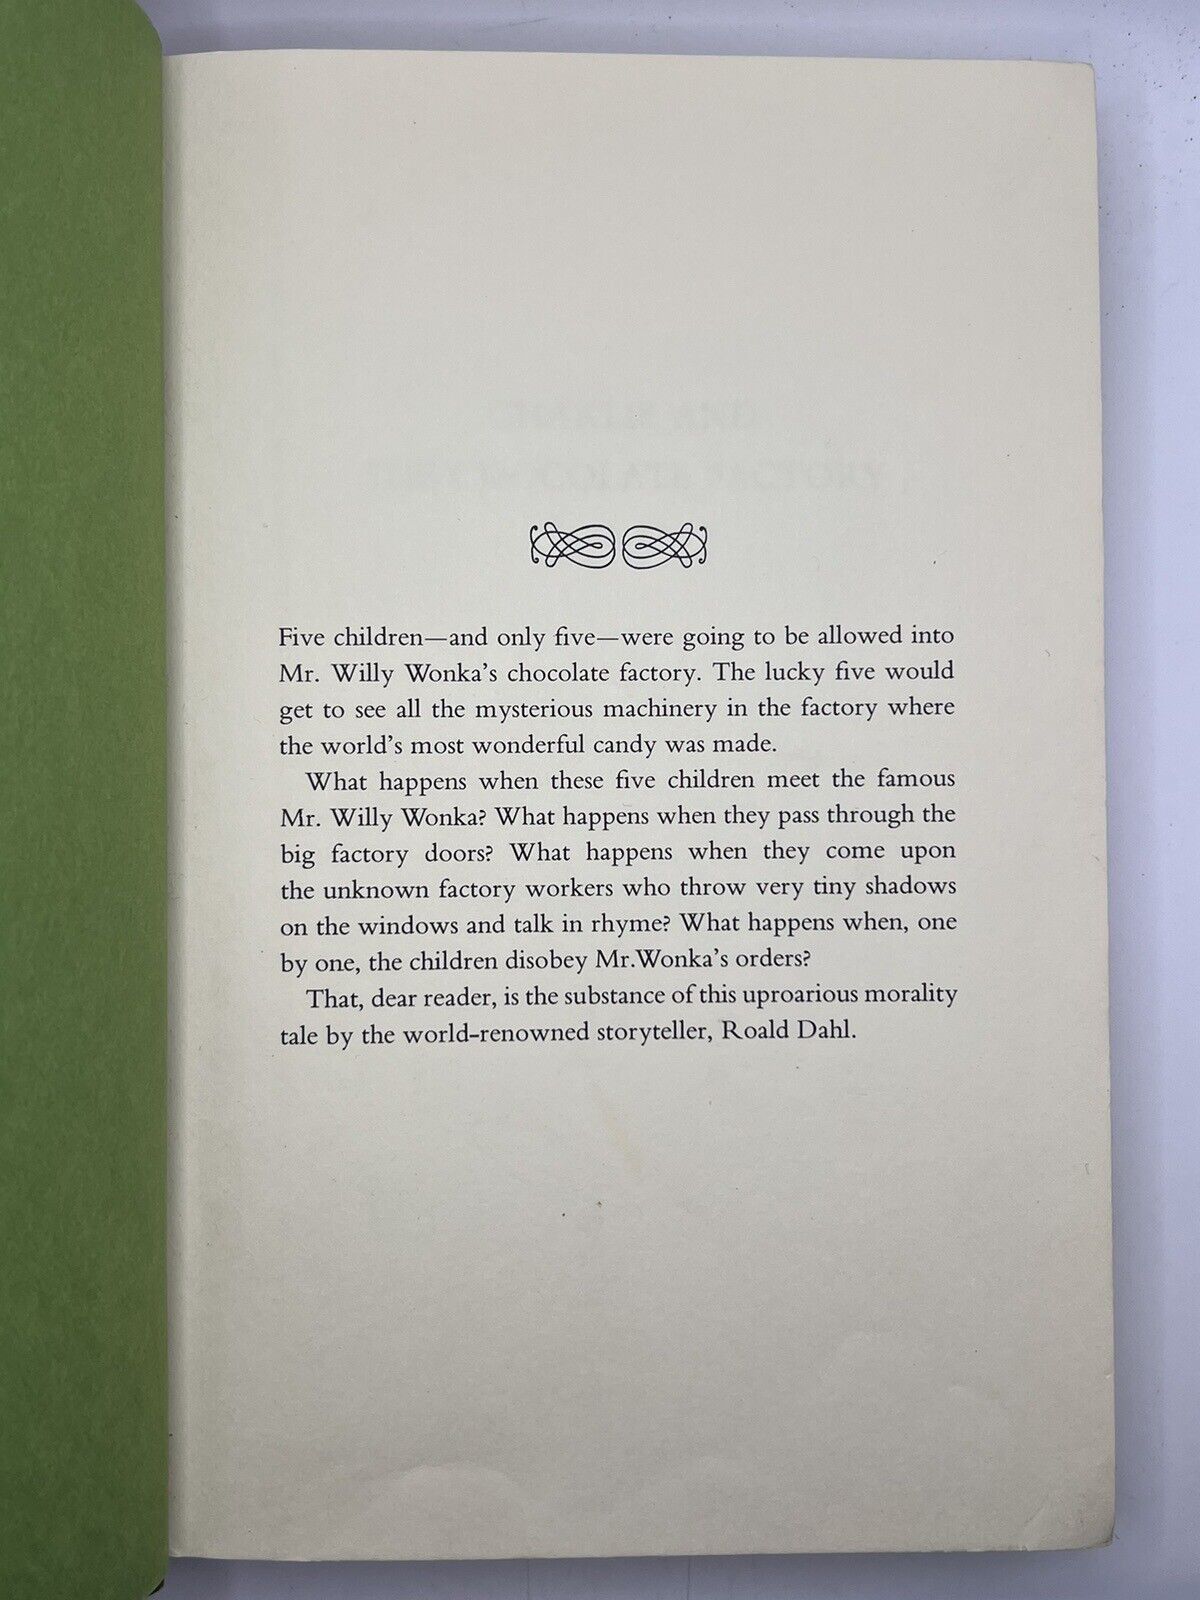 Five children—and only five—were going to be allowed into
Mr. Willy Wonka's chocolate factory. The lucky five would
get to see all the mysterious machinery in the factory where
the world's most wonderful candy was made.
What happens when these five children meet the famous
Mr. Willy Wonka? What happens when they pass through the
big factory doors? What happens when they come upon
the unknown factory workers who throw very tiny shadows
on the windows and talk in rhyme? What happens when, one
by one, the children disobey Mr.Wonka's orders?
That, dear reader, is the substance of this uproarious morality
tale by the world-renowned storyteller, Roald Dahl.